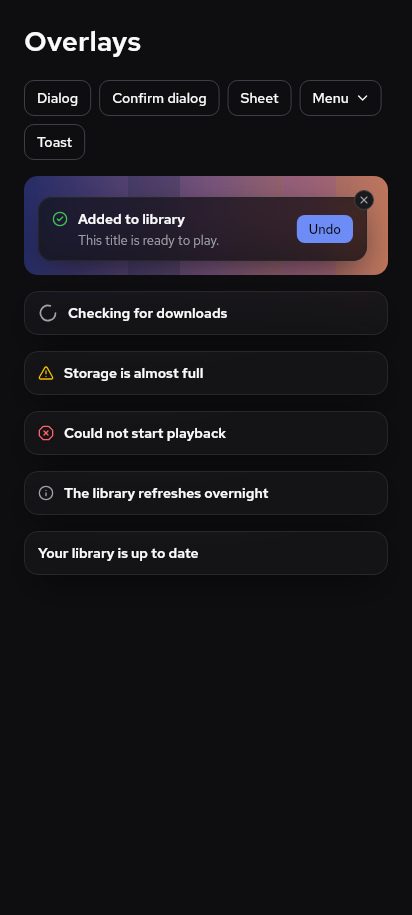 Overlays
Dialog
Confirm dialog
Sheet
Menu
Toast
Added to library
This title is ready to play.
Undo
Checking for downloads
Storage is almost full
Could not start playback
The library refreshes overnight
Your library is up to date